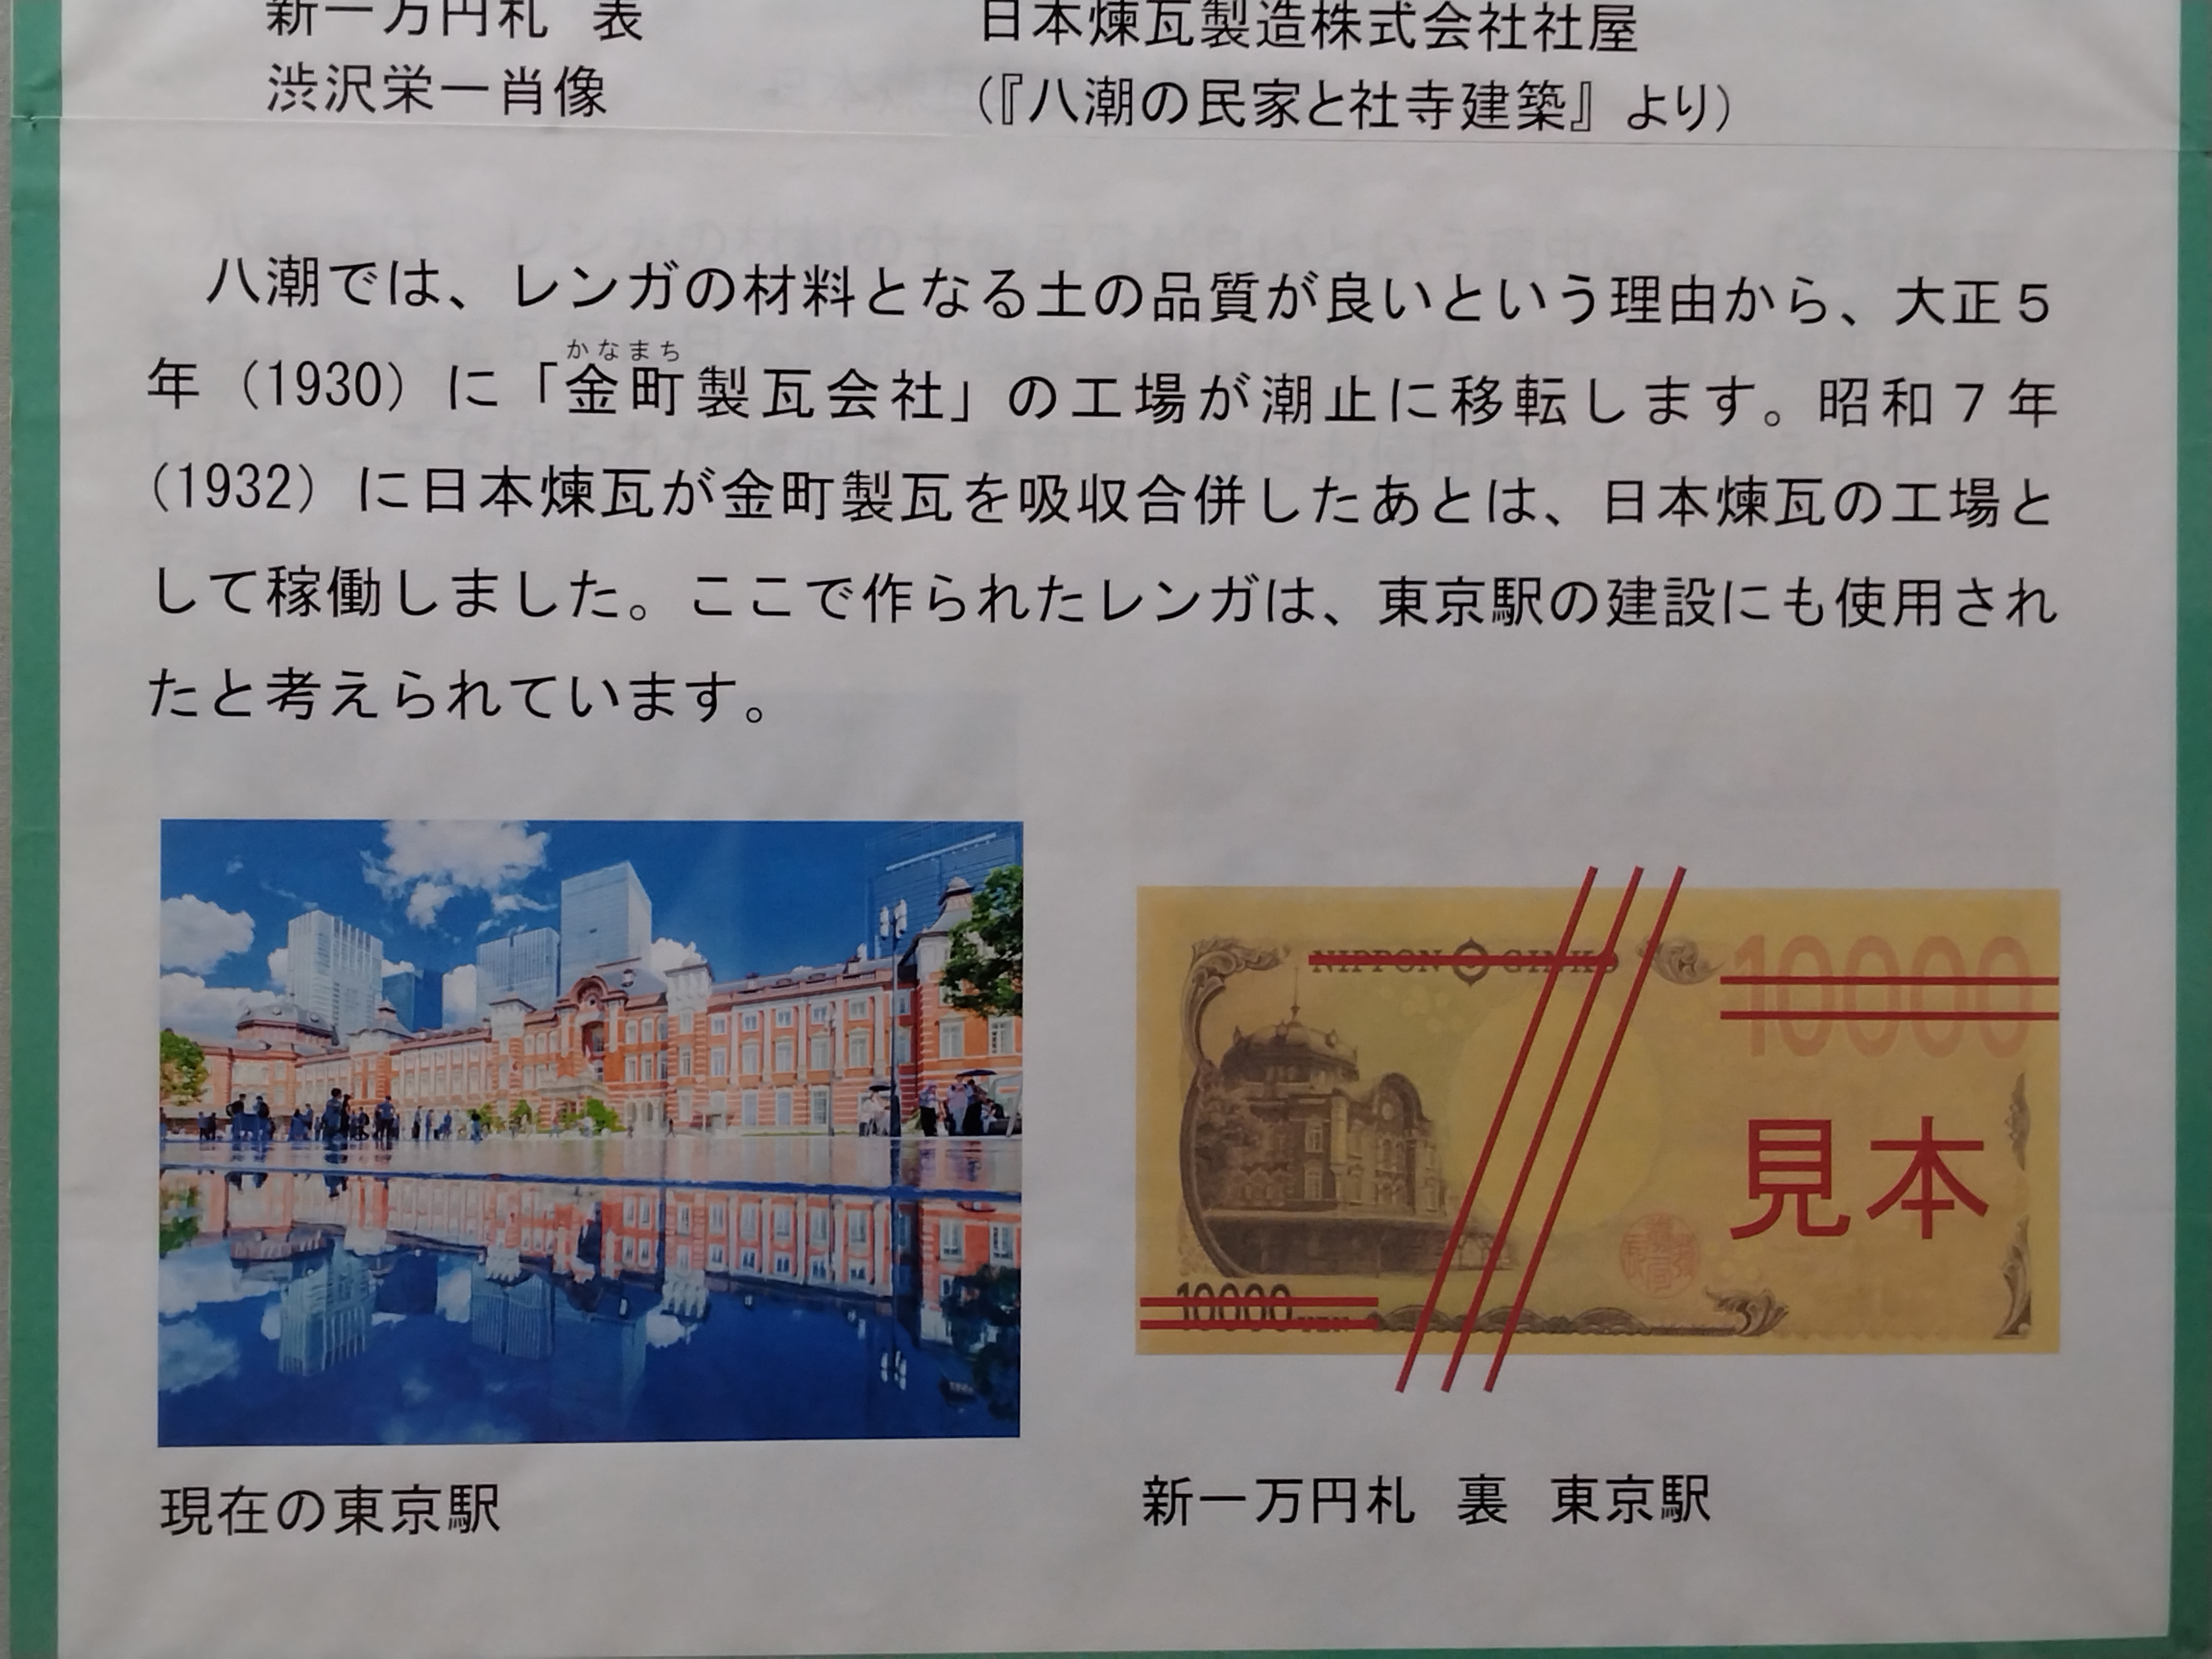 新一万円札　表
渋沢栄一肖像
日本煉瓦製造株式会社社屋
（『八潮の民家と社寺建築』より）
八潮では、レンガの材料となる土の品質が良いという理由から、大正５
かなまち
年（1930）に「金町製瓦会社」の工場が潮止に移転します。昭和７年
（1932）に日本煉瓦が金町製瓦を吸収合併したあとは、日本煉瓦の工場と
して稼働しました。ここで作られたレンガは、東京駅の建設にも使用され
たと考えられています。
NIPPON GINKO
10000
見本
10000 YEN
現在の東京駅
新一万円札　裏　東京駅